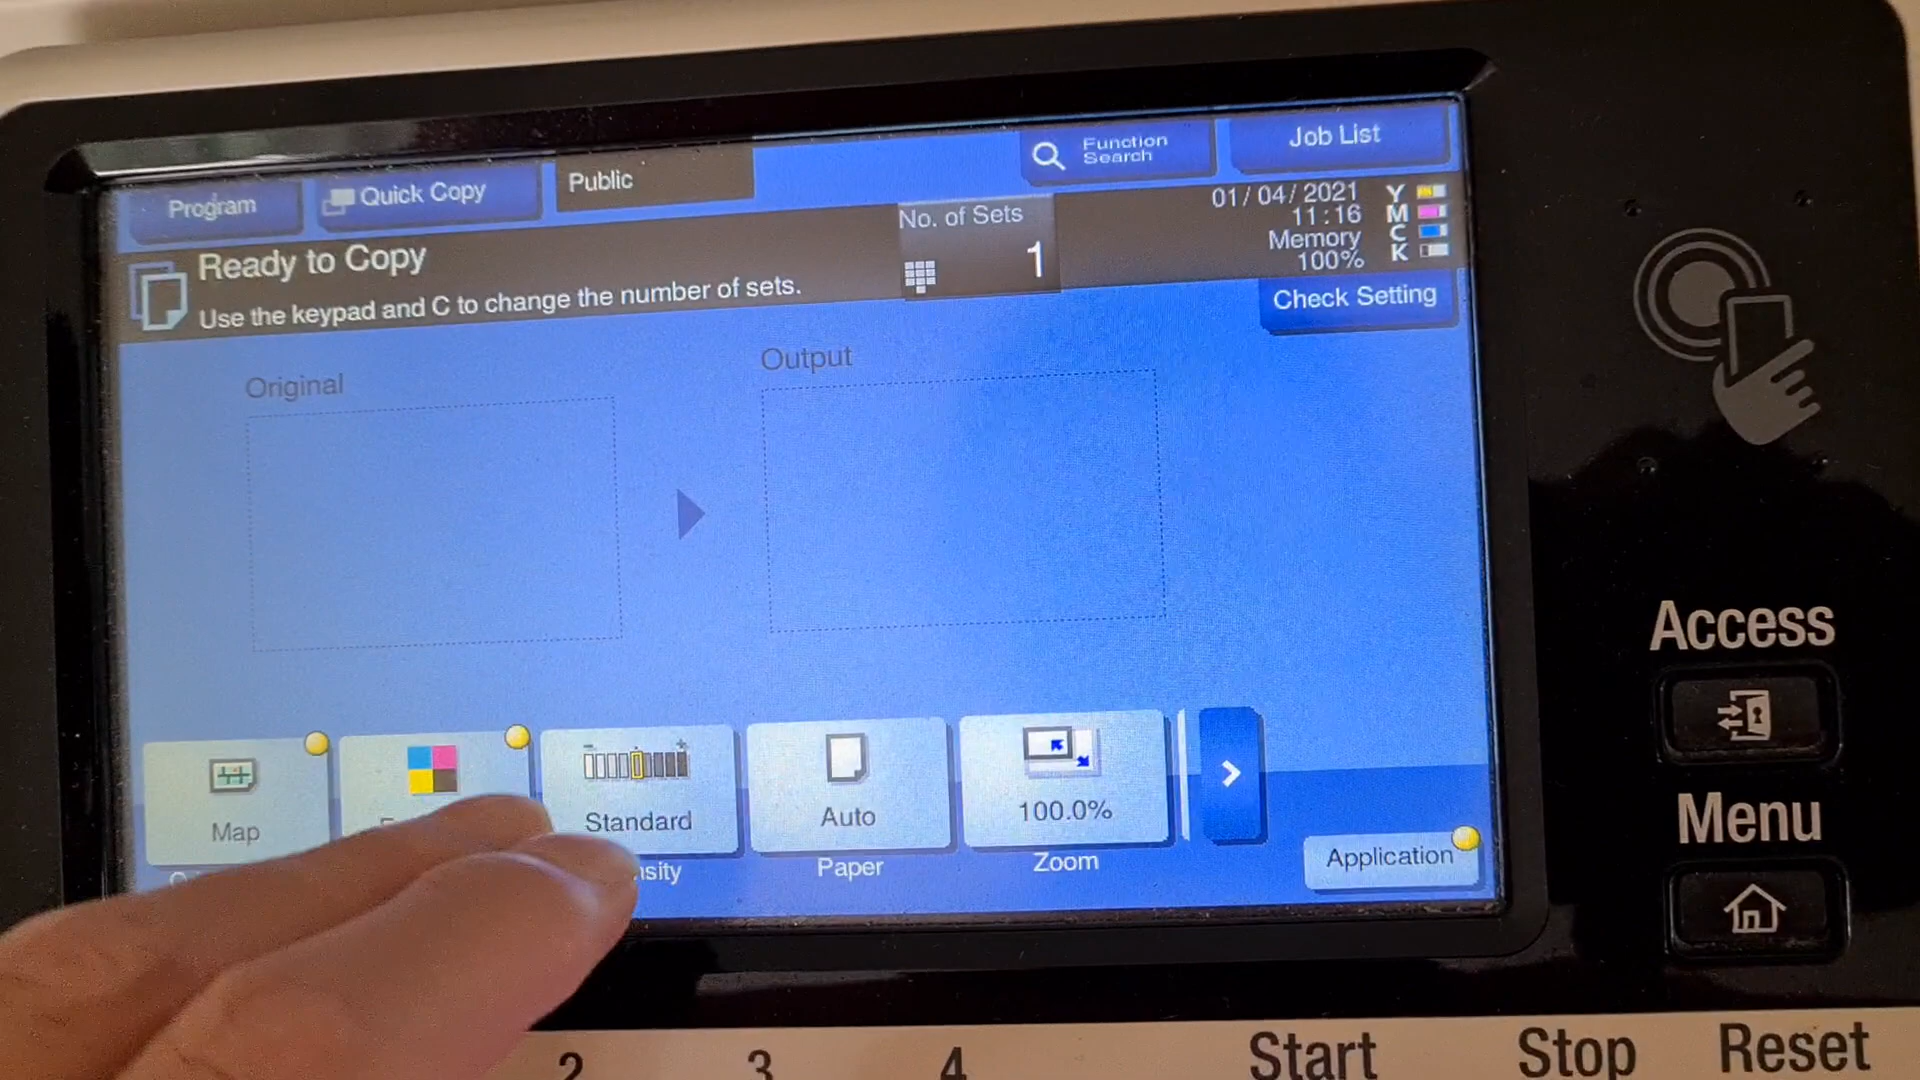 Program
Quick Copy
Public
Function
Search
Job List
Ready to Copy
Use the keypad and C to change the number of sets.
No. of Sets
1
01/04/2021
11:16
Memory
100%
Y
M
C
K
Check Setting
Original
Output
Map
Standard
Auto
100.0%
Paper
Zoom
Application
Access
Menu
2
3
4
Start
Stop
Reset